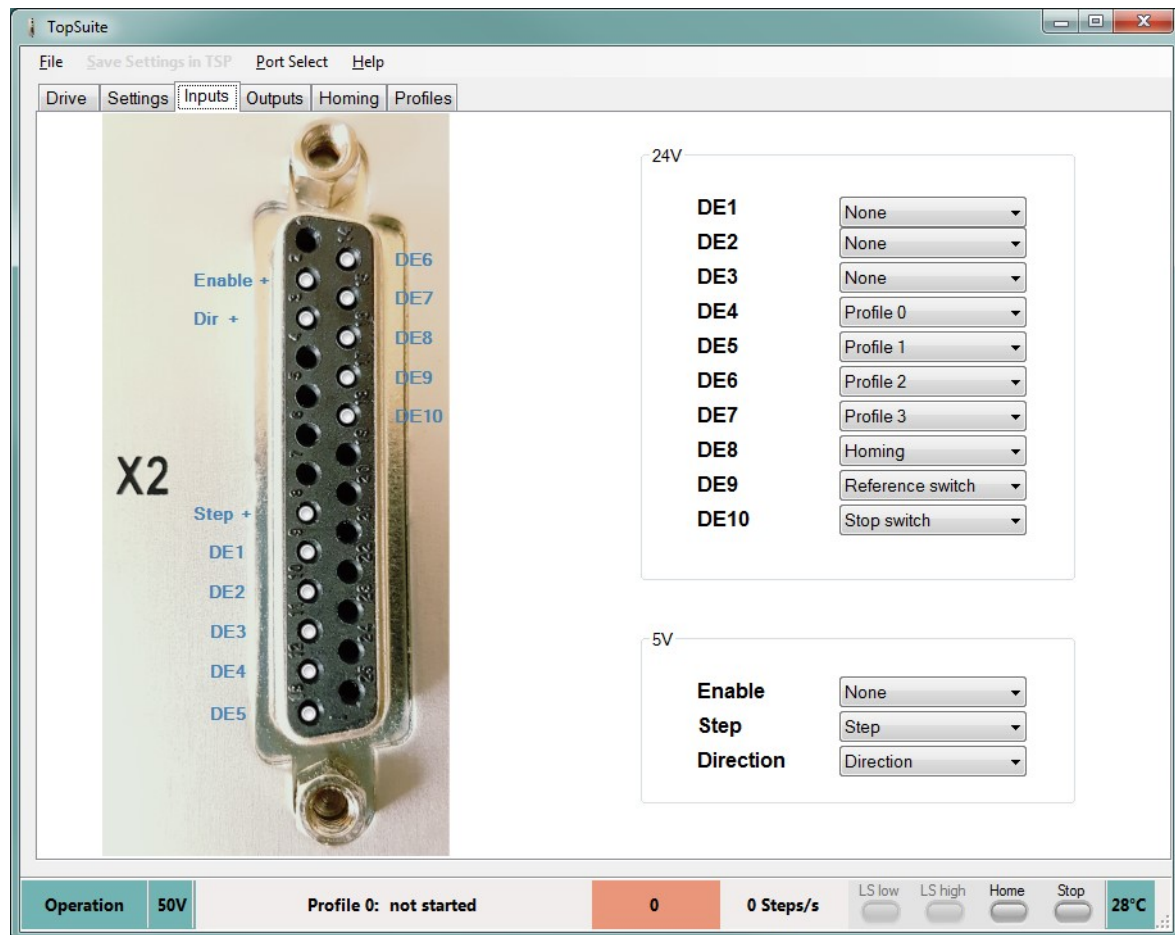 TopSuite
File Save Settings in TSP Port Select Help
Drive Settings Inputs Outputs Homing Profiles
Enable +
Dir +
X2
Step +
DE1
DE2
DE3
DE4
DE5
DE6
DE7
DE8
DE9
DE10
24V
DE1 None
DE2 None
DE3 None
DE4 Profile 0
DE5 Profile 1
DE6 Profile 2
DE7 Profile 3
DE8 Homing
DE9 Reference switch
DE10 Stop switch
5V
Enable None
Step Step
Direction Direction
Operation 50V Profile 0: not started 0 0 Steps/s LS low LS high Home Stop 28°C